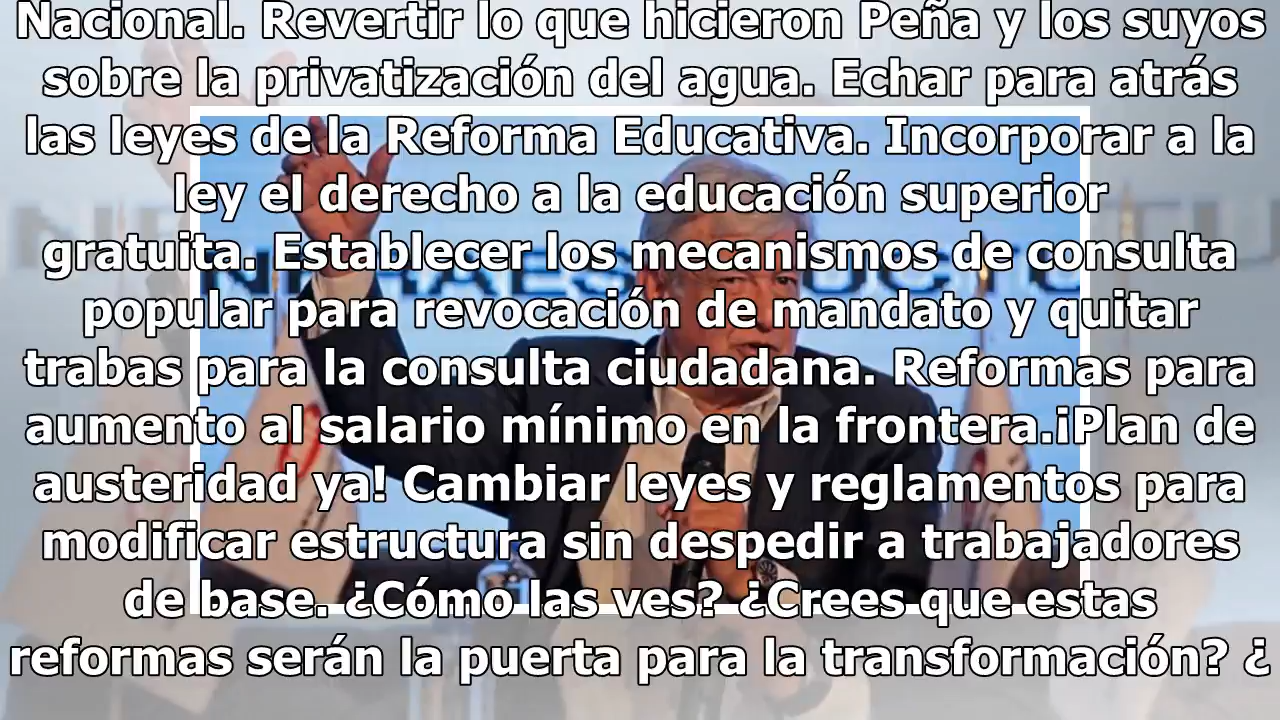 Nacional. Revertir lo que hicieron Peña y los suyos
sobre la privatización del agua. Echar para atrás
las leyes de la Reforma Educativa. Incorporar a la
ley el derecho a la educación superior
gratuita. Establecer los mecanismos de consulta
popular para revocación de mandato y quitar
trabas para la consulta ciudadana. Reformas para
aumento al salario mínimo en la frontera.¡Plan de
austeridad ya! Cambiar leyes y reglamentos para
modificar estructura sin despedir a trabajadores
de base. ¿Cómo las ves? ¿Crees que estas
reformas serán la puerta para la transformación? ¿